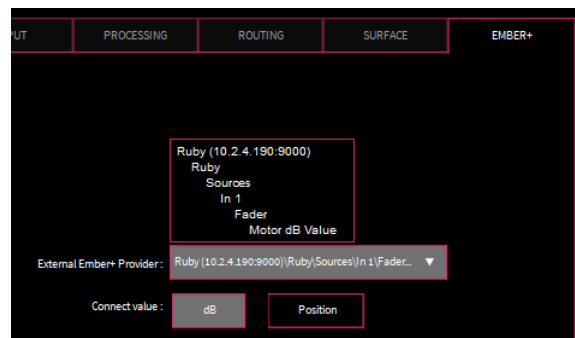 UT PROCESSING ROUTING SURFACE EMBER+
Ruby (10.2.4.190:9000)
Ruby
Sources
In 1
Fader
Motor dB Value
External Ember+ Provider : Ruby (10.2.4.190:9000)\Ruby\Sources\In 1\Fader... ▼
Connect value : dB Position